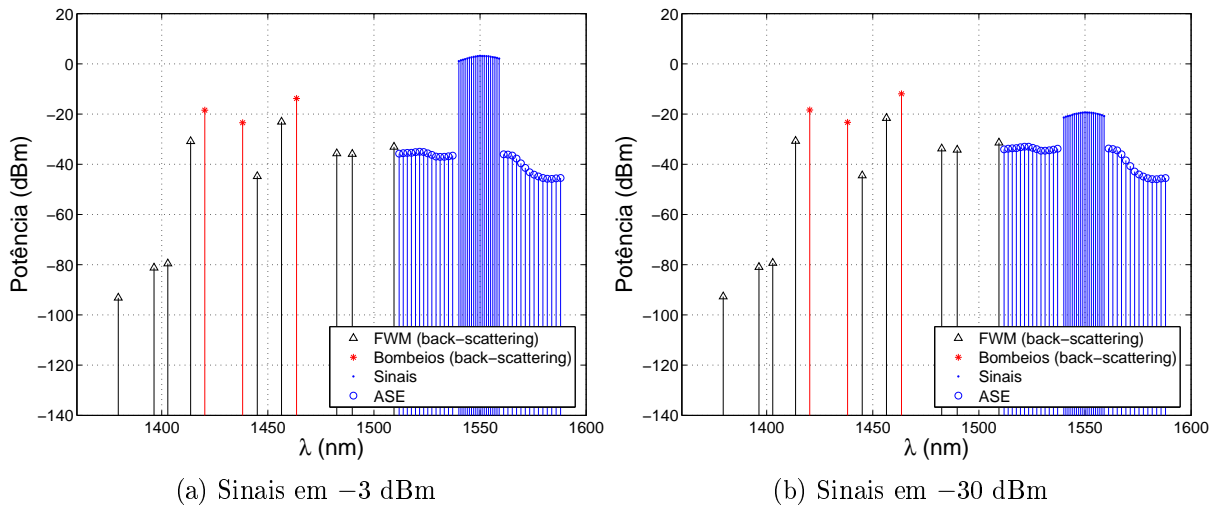 20
0
−20
−40
−60
−80
−100
−120
−140
Potência (dBm)
1400
1450
1500
1550
1600
λ (nm)
FWM (back−scattering)
Bombeios (back−scattering)
Sinais
ASE
(a) Sinais em −3 dBm
20
0
−20
−40
−60
−80
−100
−120
−140
Potência (dBm)
1400
1450
1500
1550
1600
λ (nm)
FWM (back−scattering)
Bombeios (back−scattering)
Sinais
ASE
(b) Sinais em −30 dBm